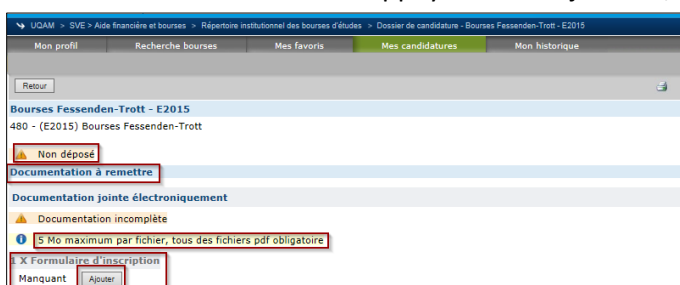 UQAM > SVE > Aide financière et bourses > Répertoire institutionnel des bourses d'études > Dossier de candidature - Bourses Fessenden-Trott - E2015
Mon profil Recherche bourses Mes favoris Mes candidatures Mon historique
Retour
Bourses Fessenden-Trott - E2015
480 - (E2015) Bourses Fessenden-Trott
Non déposé
Documentation à remettre
Documentation jointe électroniquement
Documentation incomplète
5 Mo maximum par fichier, tous des fichiers pdf obligatoire
1 X Formulaire d'inscription
Manquant Ajouter